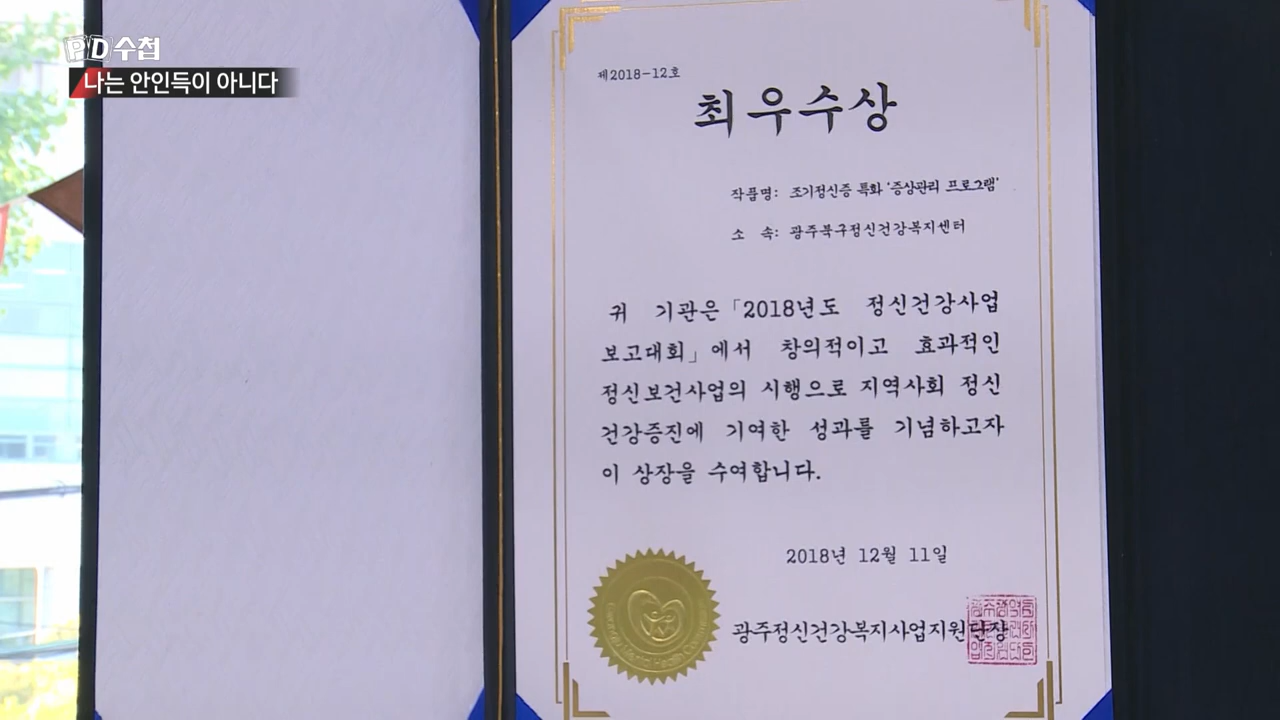 PD수첩
나는 안인득이 아니다
제2018-12호
최우수상
작품명: 조기정신증 특화 '증상관리 프로그램'
소 속: 광주북구정신건강복지센터
귀 기관은 「2018년도 정신건강사업
보고대회」에서 창의적이고 효과적인
정신보건사업의 시행으로 지역사회 정신
건강증진에 기여한 성과를 기념하고자
이 상장을 수여합니다.
2018년 12월 11일
광주정신건강복지사업지원단장